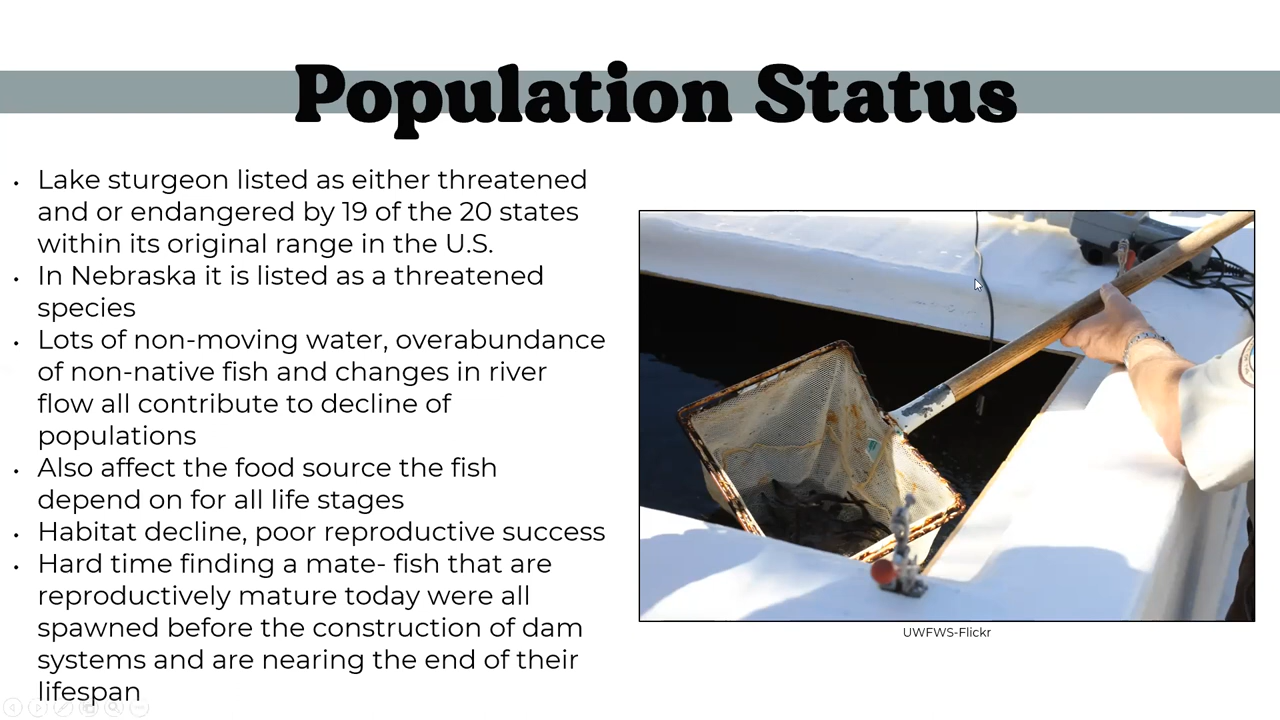 Population Status
• Lake sturgeon listed as either threatened
and or endangered by 19 of the 20 states
within its original range in the U.S.
• In Nebraska it is listed as a threatened
species
• Lots of non-moving water, overabundance
of non-native fish and changes in river
flow all contribute to decline of
populations
• Also affect the food source the fish
depend on for all life stages
• Habitat decline, poor reproductive success
• Hard time finding a mate- fish that are
reproductively mature today were all
spawned before the construction of dam
systems and are nearing the end of their
lifespan
UWFWS-Flickr